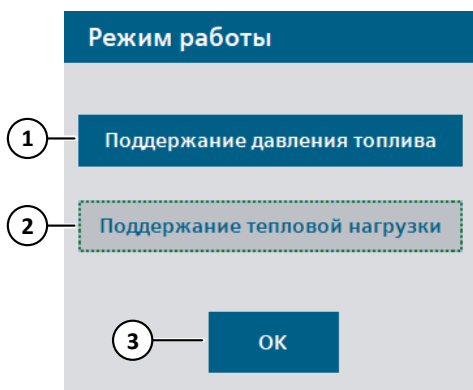 Режим работы
1
Поддержание давления топлива
2
Поддержание тепловой нагрузки
3
ОК